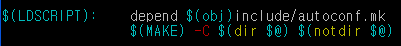 $(LDSCRIPT):	depend $(obj)include/autoconf.mk
		$(MAKE) -C $(dir $@) $(notdir $@)